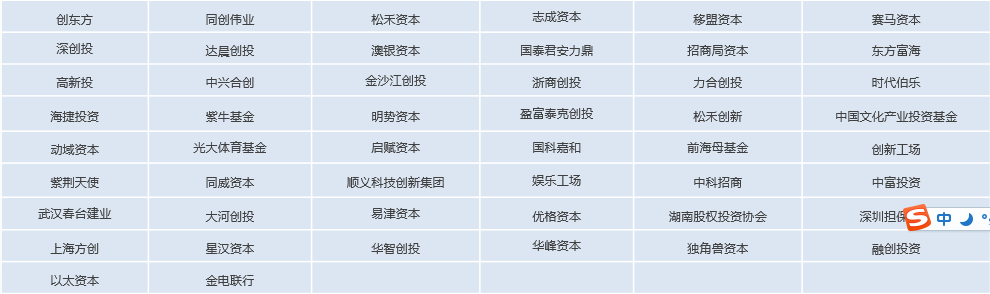 创东方 同创伟业 松禾资本 志成资本 移盟资本 赛马资本
深创投 达晨创投 澳银资本 国泰君安力鼎 招商局资本 东方富海
高新投 中兴合创 金沙江创投 浙商创投 力合创投 时代伯乐
海捷投资 紫牛基金 明势资本 盈富泰克创投 松禾创新 中国文化产业投资基金
动域资本 光大体育基金 启赋资本 国科嘉和 前海母基金 创新工场
紫荆天使 同威资本 顺义科技创新集团 娱乐工场 中科招商 中富投资
武汉春台建业 大河创投 易津资本 优格资本 湖南股权投资协会 深圳担保
中
上海方创 星汉资本 华智创投 华峰资本 独角兽资本 融创投资
以太资本 金电联行